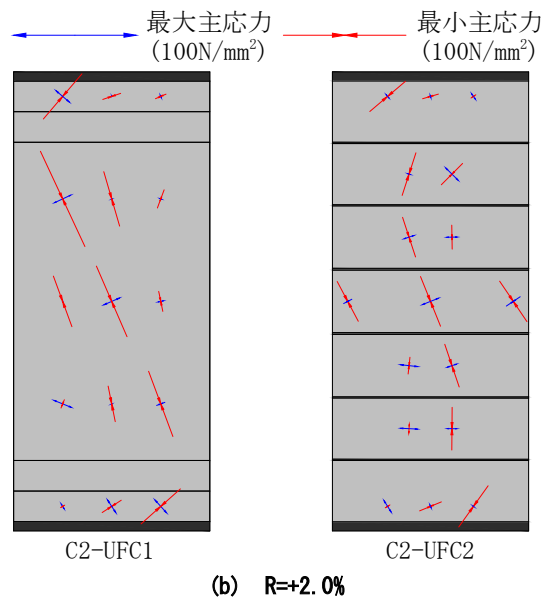 最大主応力
(100N/mm²)
最小主応力
(100N/mm²)
C2-UFC1
C2-UFC2
(b) R=+2.0%